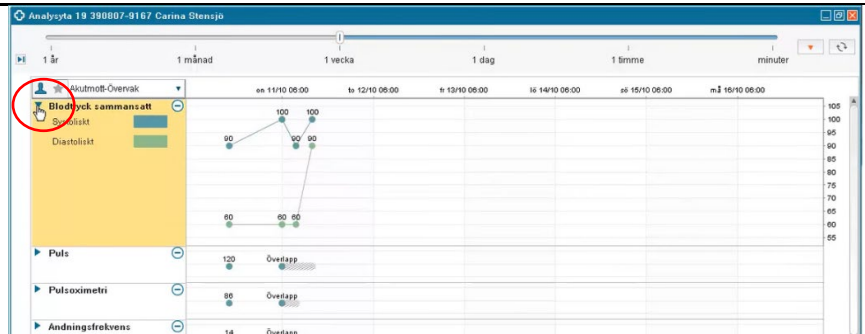 Analysyta 19 390807-9167 Carina Stensjö
1 år 1 månad 1 vecka 1 dag 1 timme minuter
Akutmott-Övervak on 11/10 06:00 to 12/10 06:00 fr 13/10 06:00 lö 14/10 06:00 sö 15/10 06:00 må 16/10 06:00
Blodtryck sammansatt
Systoliskt
Diastoliskt
100 100
90 90 90
60 60 60
105
100
95
90
85
80
75
70
65
60
55
Puls
120 Överlapp
Pulsoximetri
86 Överlapp
Andningsfrekvens
14 Överlapp